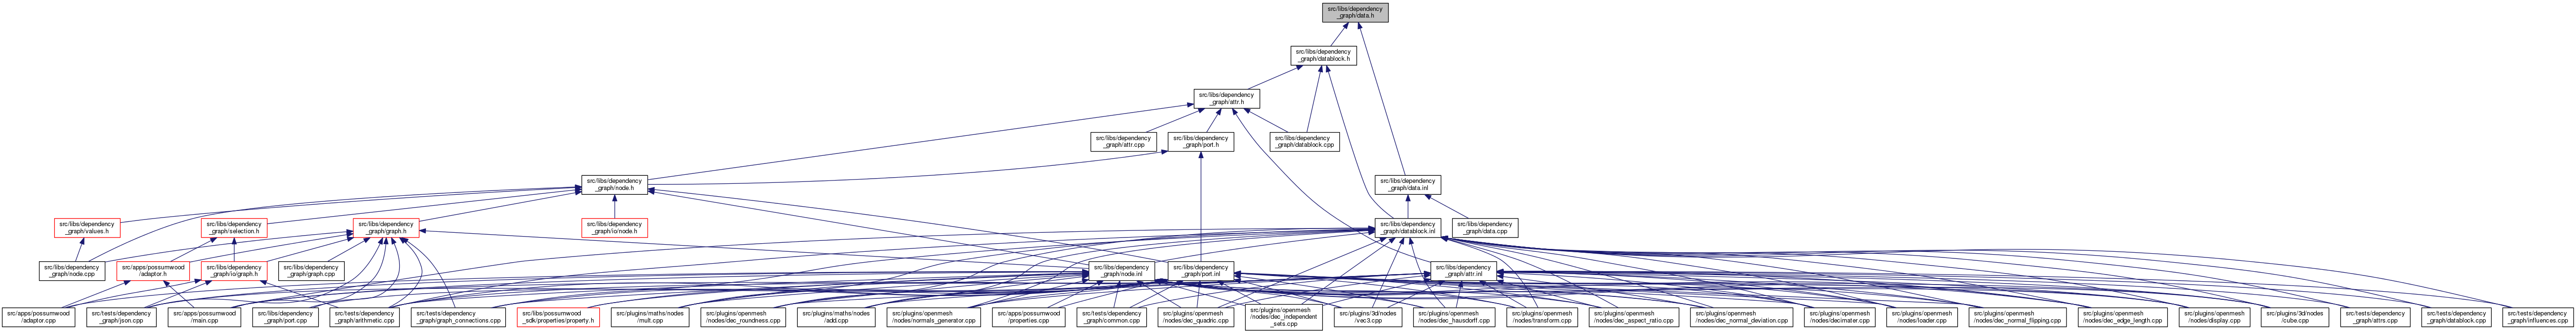 src/libs/dependency
_graph/data.h
src/libs/dependency
_graph/datablock.h
src/libs/dependency
_graph/attr.h
src/libs/dependency
_graph/attr.cpp
src/libs/dependency
_graph/port.h
src/libs/dependency
_graph/datablock.cpp
src/libs/dependency
_graph/node.h
src/libs/dependency
_graph/data.inl
src/libs/dependency
_graph/values.h
src/libs/dependency
_graph/selection.h
src/libs/dependency
_graph/graph.h
src/libs/dependency
_graph/io/node.h
src/libs/dependency
_graph/datablock.inl
src/libs/dependency
_graph/data.cpp
src/libs/dependency
_graph/node.cpp
src/apps/possumwood
/adaptor.h
src/libs/dependency
_graph/io/graph.h
src/libs/dependency
_graph/graph.cpp
src/libs/dependency
_graph/node.inl
src/libs/dependency
_graph/port.inl
src/libs/dependency
_graph/attr.inl
src/apps/possumwood
/adaptor.cpp
src/tests/dependency
_graph/json.cpp
src/apps/possumwood
/main.cpp
src/libs/dependency
_graph/port.cpp
src/tests/dependency
_graph/arithmetic.cpp
src/tests/dependency
_graph/graph_connections.cpp
src/libs/possumwood
_sdk/properties/property.h
src/plugins/maths/nodes
/mult.cpp
src/plugins/openmesh
/nodes/dec_roundness.cpp
src/plugins/maths/nodes
/add.cpp
src/plugins/openmesh
/nodes/normals_generator.cpp
src/apps/possumwood
/properties.cpp
src/tests/dependency
_graph/common.cpp
src/plugins/openmesh
/nodes/dec_quadric.cpp
src/plugins/openmesh
/nodes/dec_independent
_sets.cpp
src/plugins/3d/nodes
/vec3.cpp
src/plugins/openmesh
/nodes/dec_hausdorff.cpp
src/plugins/openmesh
/nodes/transform.cpp
src/plugins/openmesh
/nodes/dec_aspect_ratio.cpp
src/plugins/openmesh
/nodes/dec_normal_deviation.cpp
src/plugins/openmesh
/nodes/decimater.cpp
src/plugins/openmesh
/nodes/loader.cpp
src/plugins/openmesh
/nodes/dec_normal_flipping.cpp
src/plugins/openmesh
/nodes/dec_edge_length.cpp
src/plugins/openmesh
/nodes/display.cpp
src/plugins/3d/nodes
/cube.cpp
src/tests/dependency
_graph/attrs.cpp
src/tests/dependency
_graph/datablock.cpp
src/tests/dependency
_graph/influences.cpp